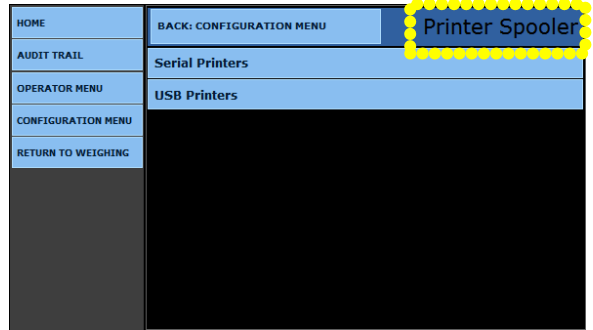 HOME
AUDIT TRAIL
OPERATOR MENU
CONFIGURATION MENU
RETURN TO WEIGHING
BACK: CONFIGURATION MENU
Printer Spooler
Serial Printers
USB Printers